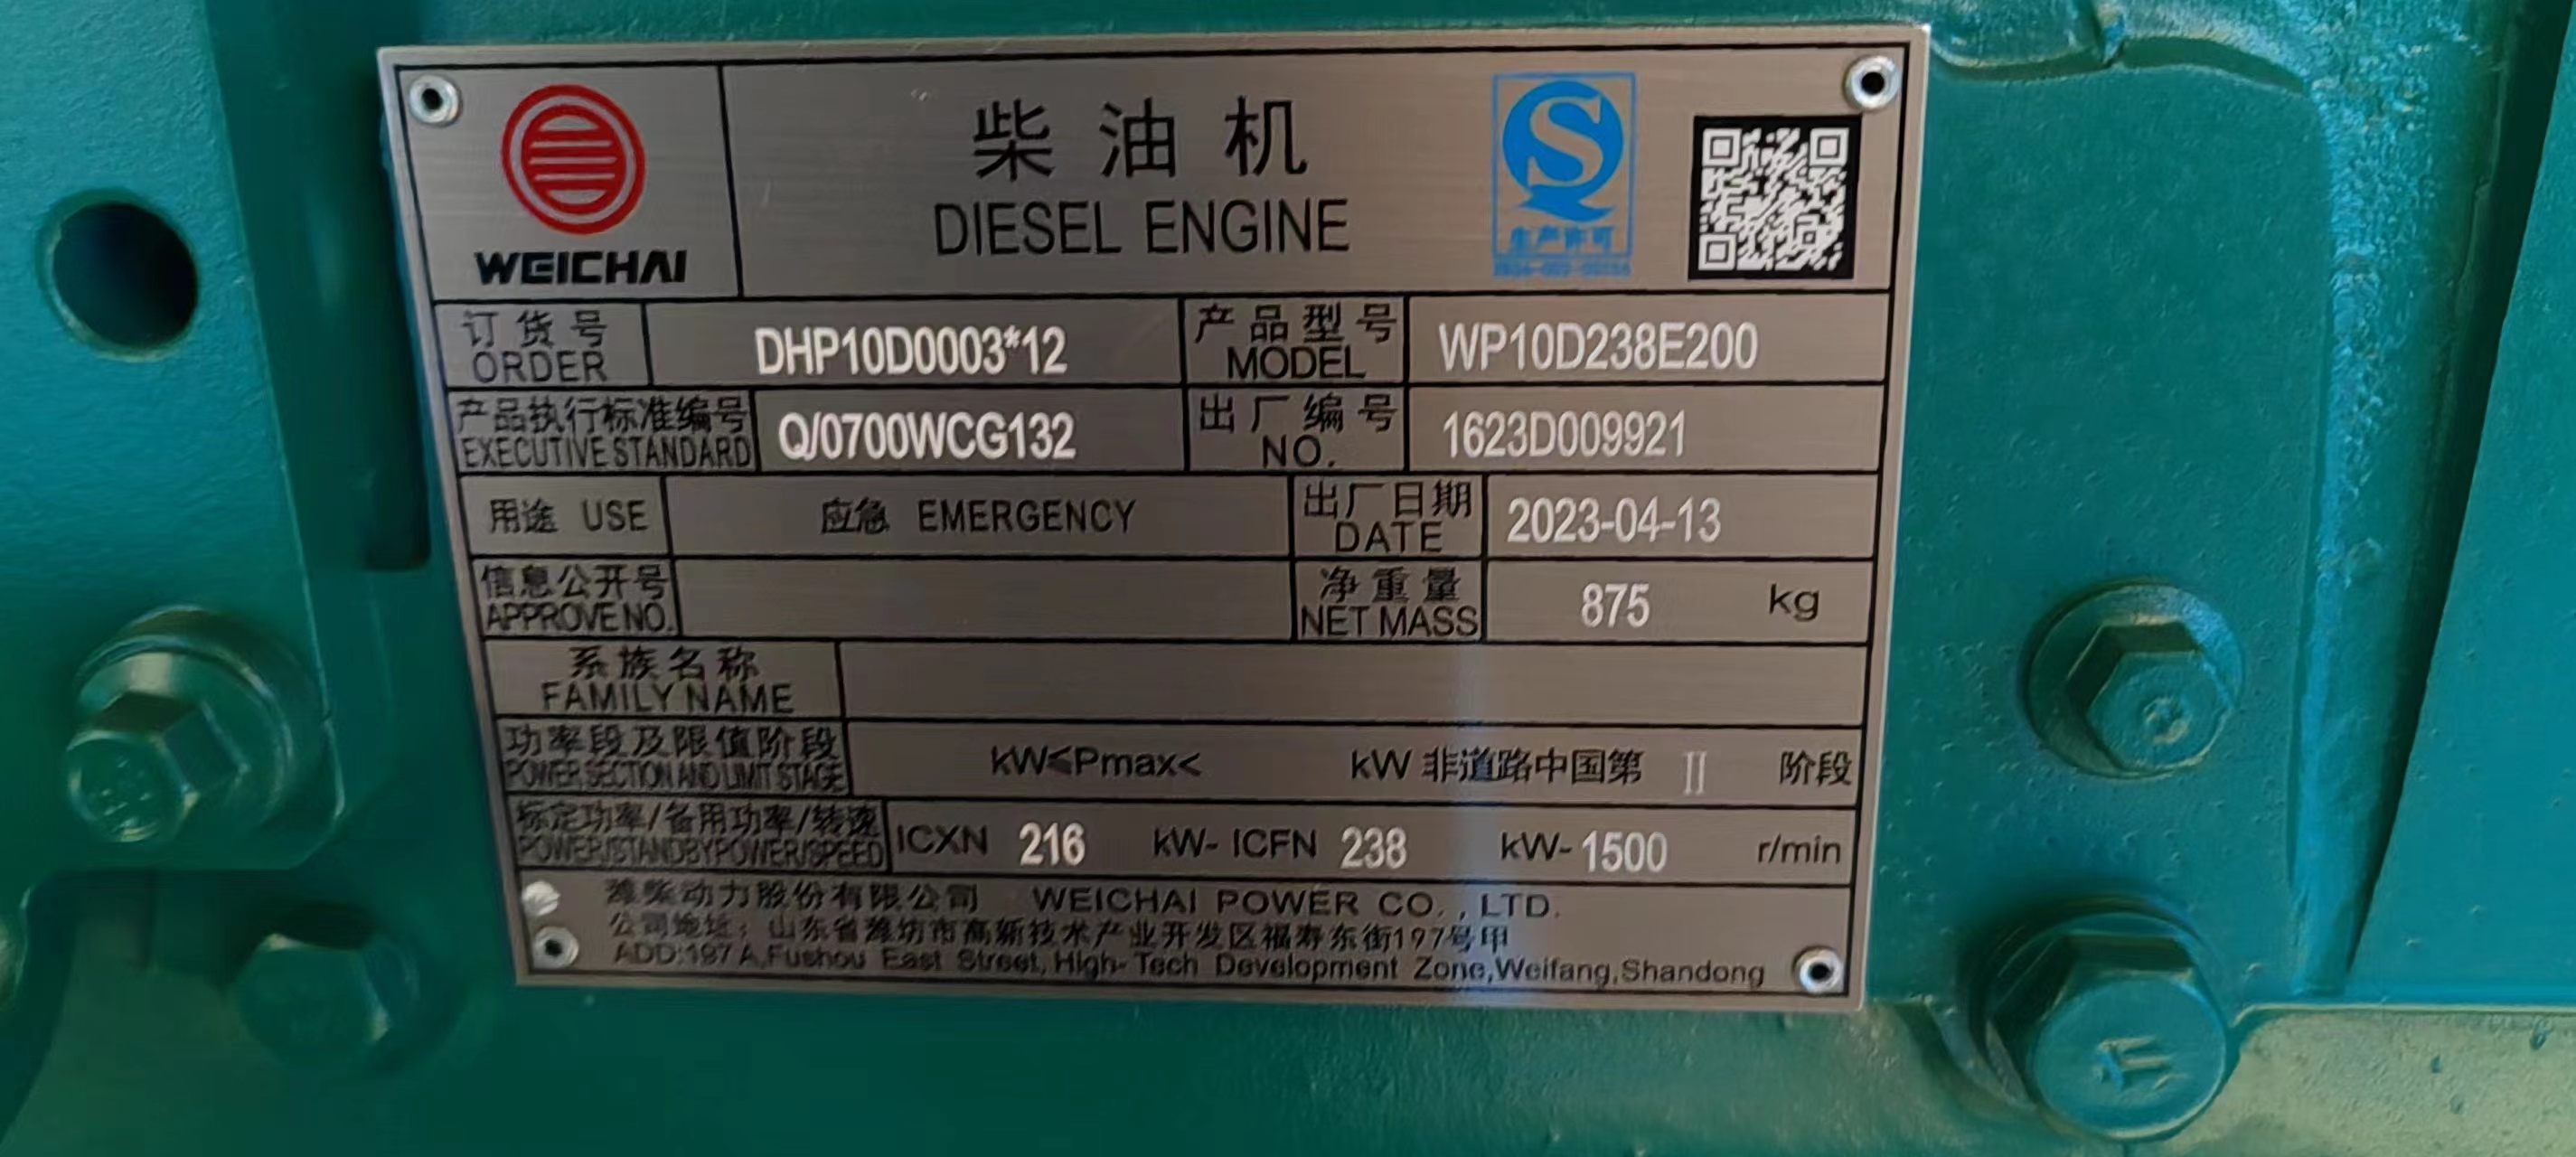 WEICHAI
柴油机
DIESEL ENGINE
生产许可
订货号
ORDER
DHP10D0003*12
产品型号
MODEL
WP10D238E200
产品执行标准编号
EXECUTIVE STANDARD
Q/0700WCG132
出厂编号
NO.
1623D009921
用途 USE
应急 EMERGENCY
出厂日期
DATE
2023-04-13
信息公开号
APPROVE NO.
净重量
NET MASS
875 kg
系族名称
FAMILY NAME
功率段及限值阶段
POWER SECTION AND LIMIT STAGE
kW≤Pmax< kW 非道路中国第 II 阶段
标定功率/备用功率/转速
POWER/STANDBY POWER/SPEED
ICXN 216 kW- ICFN 238 kW- 1500 r/min
潍柴动力股份有限公司 WEICHAI POWER CO.,LTD.
公司地址：山东省潍坊市高新技术产业开发区福寿东街197号甲
ADD:197 A,Fushou East Street,High-Tech Development Zone,Weifang,Shandong